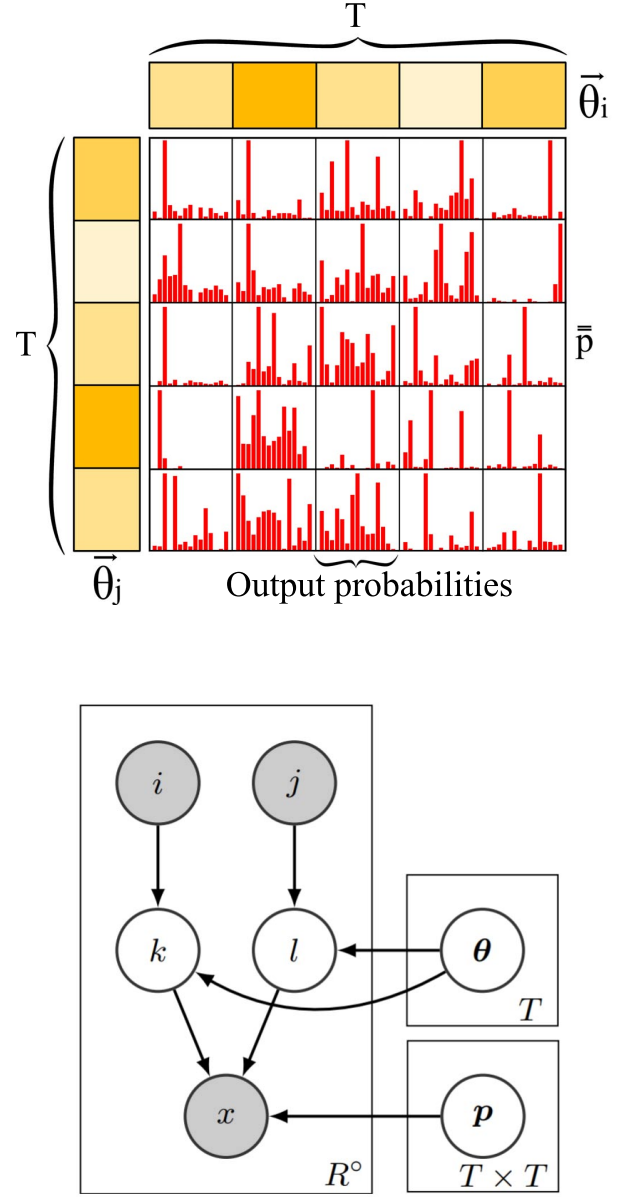 T
θ⃗i
T
p̿
θ⃗j
Output probabilities
i j
k l θ
T
x p
R° T × T